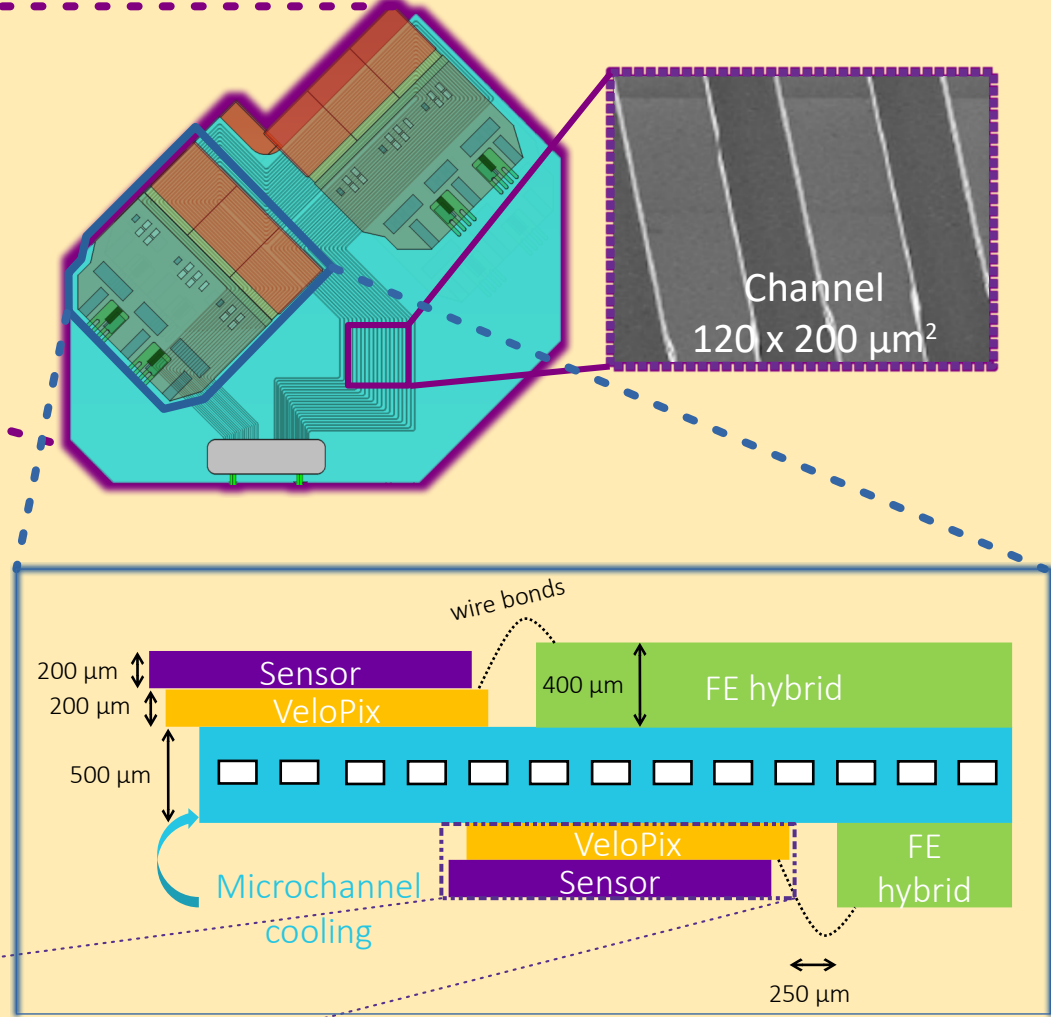 Channel
120 x 200 μm²
wire bonds
200 μm
Sensor
200 μm
VeloPix
400 μm
FE hybrid
500 μm
VeloPix
Sensor
FE
hybrid
Microchannel
cooling
250 μm